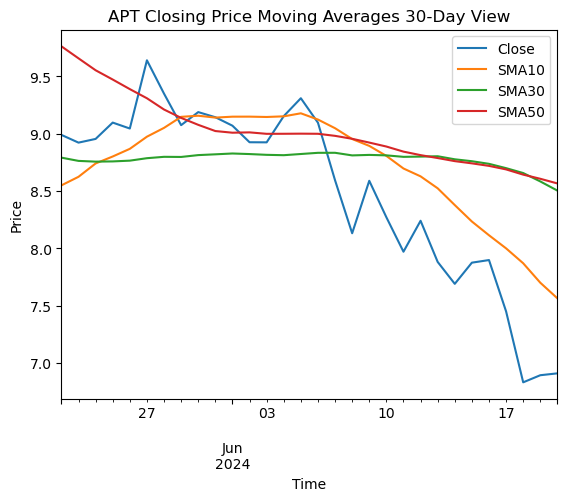 APT Closing Price Moving Averages 30-Day View
Close
SMA10
SMA30
SMA50
Price
9.5
9.0
8.5
8.0
7.5
7.0
27
03
10
17
Jun
2024
Time